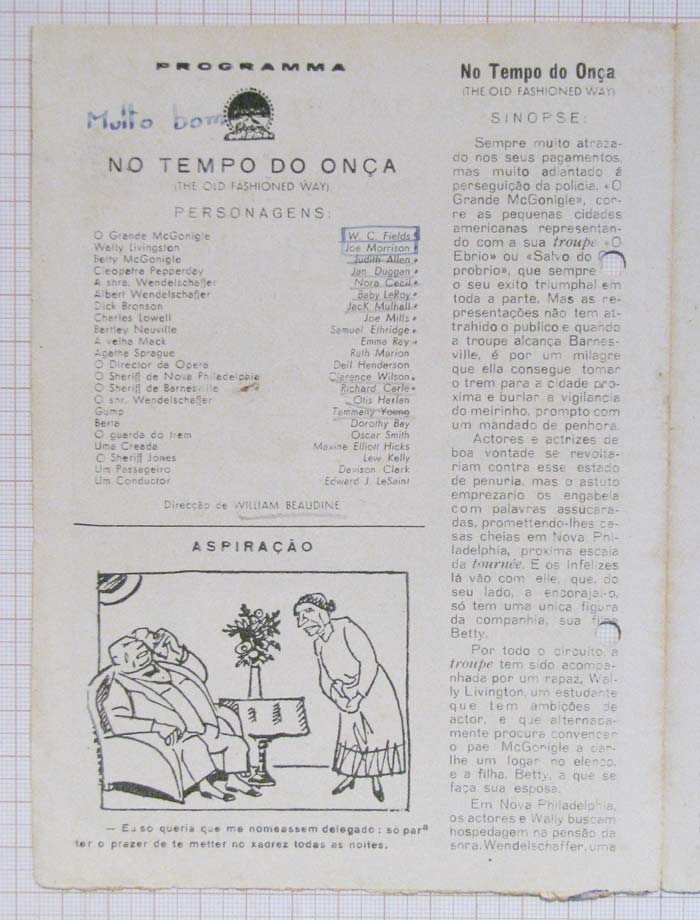 PROGRAMMA
Muito bom
NO TEMPO DO ONÇA
(THE OLD FASHIONED WAY)
PERSONAGENS:
O Grande McGonigle W. C. Fields
Wally Livingston Joe Morrison
Betty McGonigle Judith Allen
Cleopatra Pepperday Jan Duggan
A snra. Wendelschaffer Nora Cecil
Albert Wendelschaffer Baby LeRoy
Dick Bronson Jack Mulhall
Charles Lowell Joe Mills
Bartley Neuville Samuel Ethridge
A velha Mack Emma Ray
Agatha Sprague Ruth Marion
O Director da Opera Dell Henderson
O Sheriff de Nova Philadelphia Clarence Wilson
O Sheriff de Barnesville Richard Carle
O snr. Wendelschaffer Otis Harlan
Gump Tammany Young
Berta Dorothy Bay
O guarda do trem Oscar Smith
Uma Creada Maxine Elliott Hicks
O Sheriff Jones Lew Kelly
Um Passageiro Davison Clark
Um Conductor Edward J. LeSaint
Direcção de WILLIAM BEAUDINE
ASPIRAÇÃO
— Eu so queria que me nomeassem delegado: só para
ter o prazer de te metter no xadrez todas as noites.
No Tempo do Onça
(THE OLD FASHIONED WAY)
SINOPSE:
Sempre muito atraza-
do nos seus pagamentos,
mas muito adiantado á
perseguição da policia, «O
Grande McGonigle», cor-
re as pequenas cidades
americanas representan-
do com a sua troupe «O
Ebrio» ou «Salvo do
probrio», que sempre
o seu exito triumphal em
toda a parte. Mas as re-
presentações não tem at-
trahido o publico e quando
a troupe alcança Barnes-
ville, é por um milagre
que ella consegue tomar
o trem para a cidade pro-
xima e burlar a vigilancia
do meirinho, prompto com
um mandado de penhora.
Actores e actrizes de
boa vontade se revolta-
riam contra esse estado
de penuria, mas o astuto
emprezario os engabela
com palavras assucara-
das, promettendo-lhes ca-
sas cheias em Nova Phi-
ladelphia, proxima escala
da tournée. E os infelizes
lá vão com elle, que, do
seu lado, a encorajal-o,
só tem uma unica figura
da companhia, sua filha
Betty.
Por todo o circuito, a
troupe tem sido acompa-
nhada por um rapaz, Wal-
ly Livington, um estudante
que tem ambições de
actor, e que alternada-
mente procura convencer
o pae McGonigle a dar-
lhe um logar no elenco,
e a filha, Betty, a que se
faça sua esposa.
Em Nova Philadelphia,
os actores e Wally buscam
hospedagem na pensão da
snra. Wendelschaffer, uma